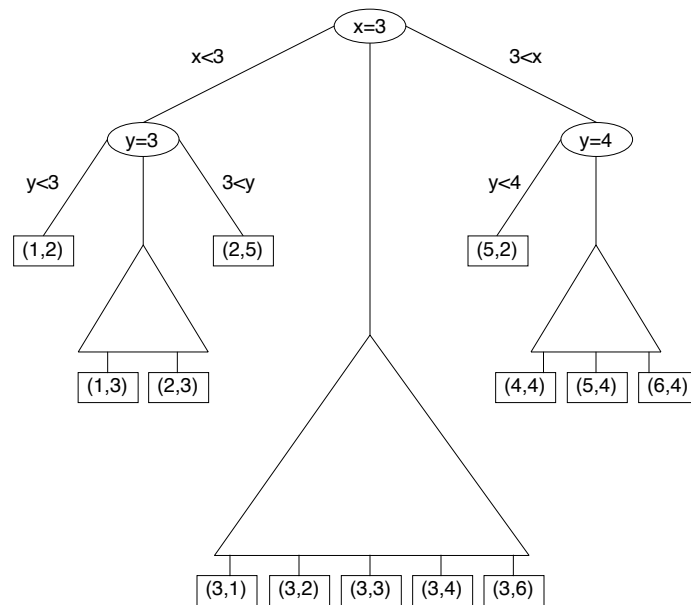 x=3
x<3 3<x
y=3 y=4
y<3 3<y y<4
(1,2) (2,5) (5,2)
(1,3) (2,3) (4,4) (5,4) (6,4)
(3,1) (3,2) (3,3) (3,4) (3,6)